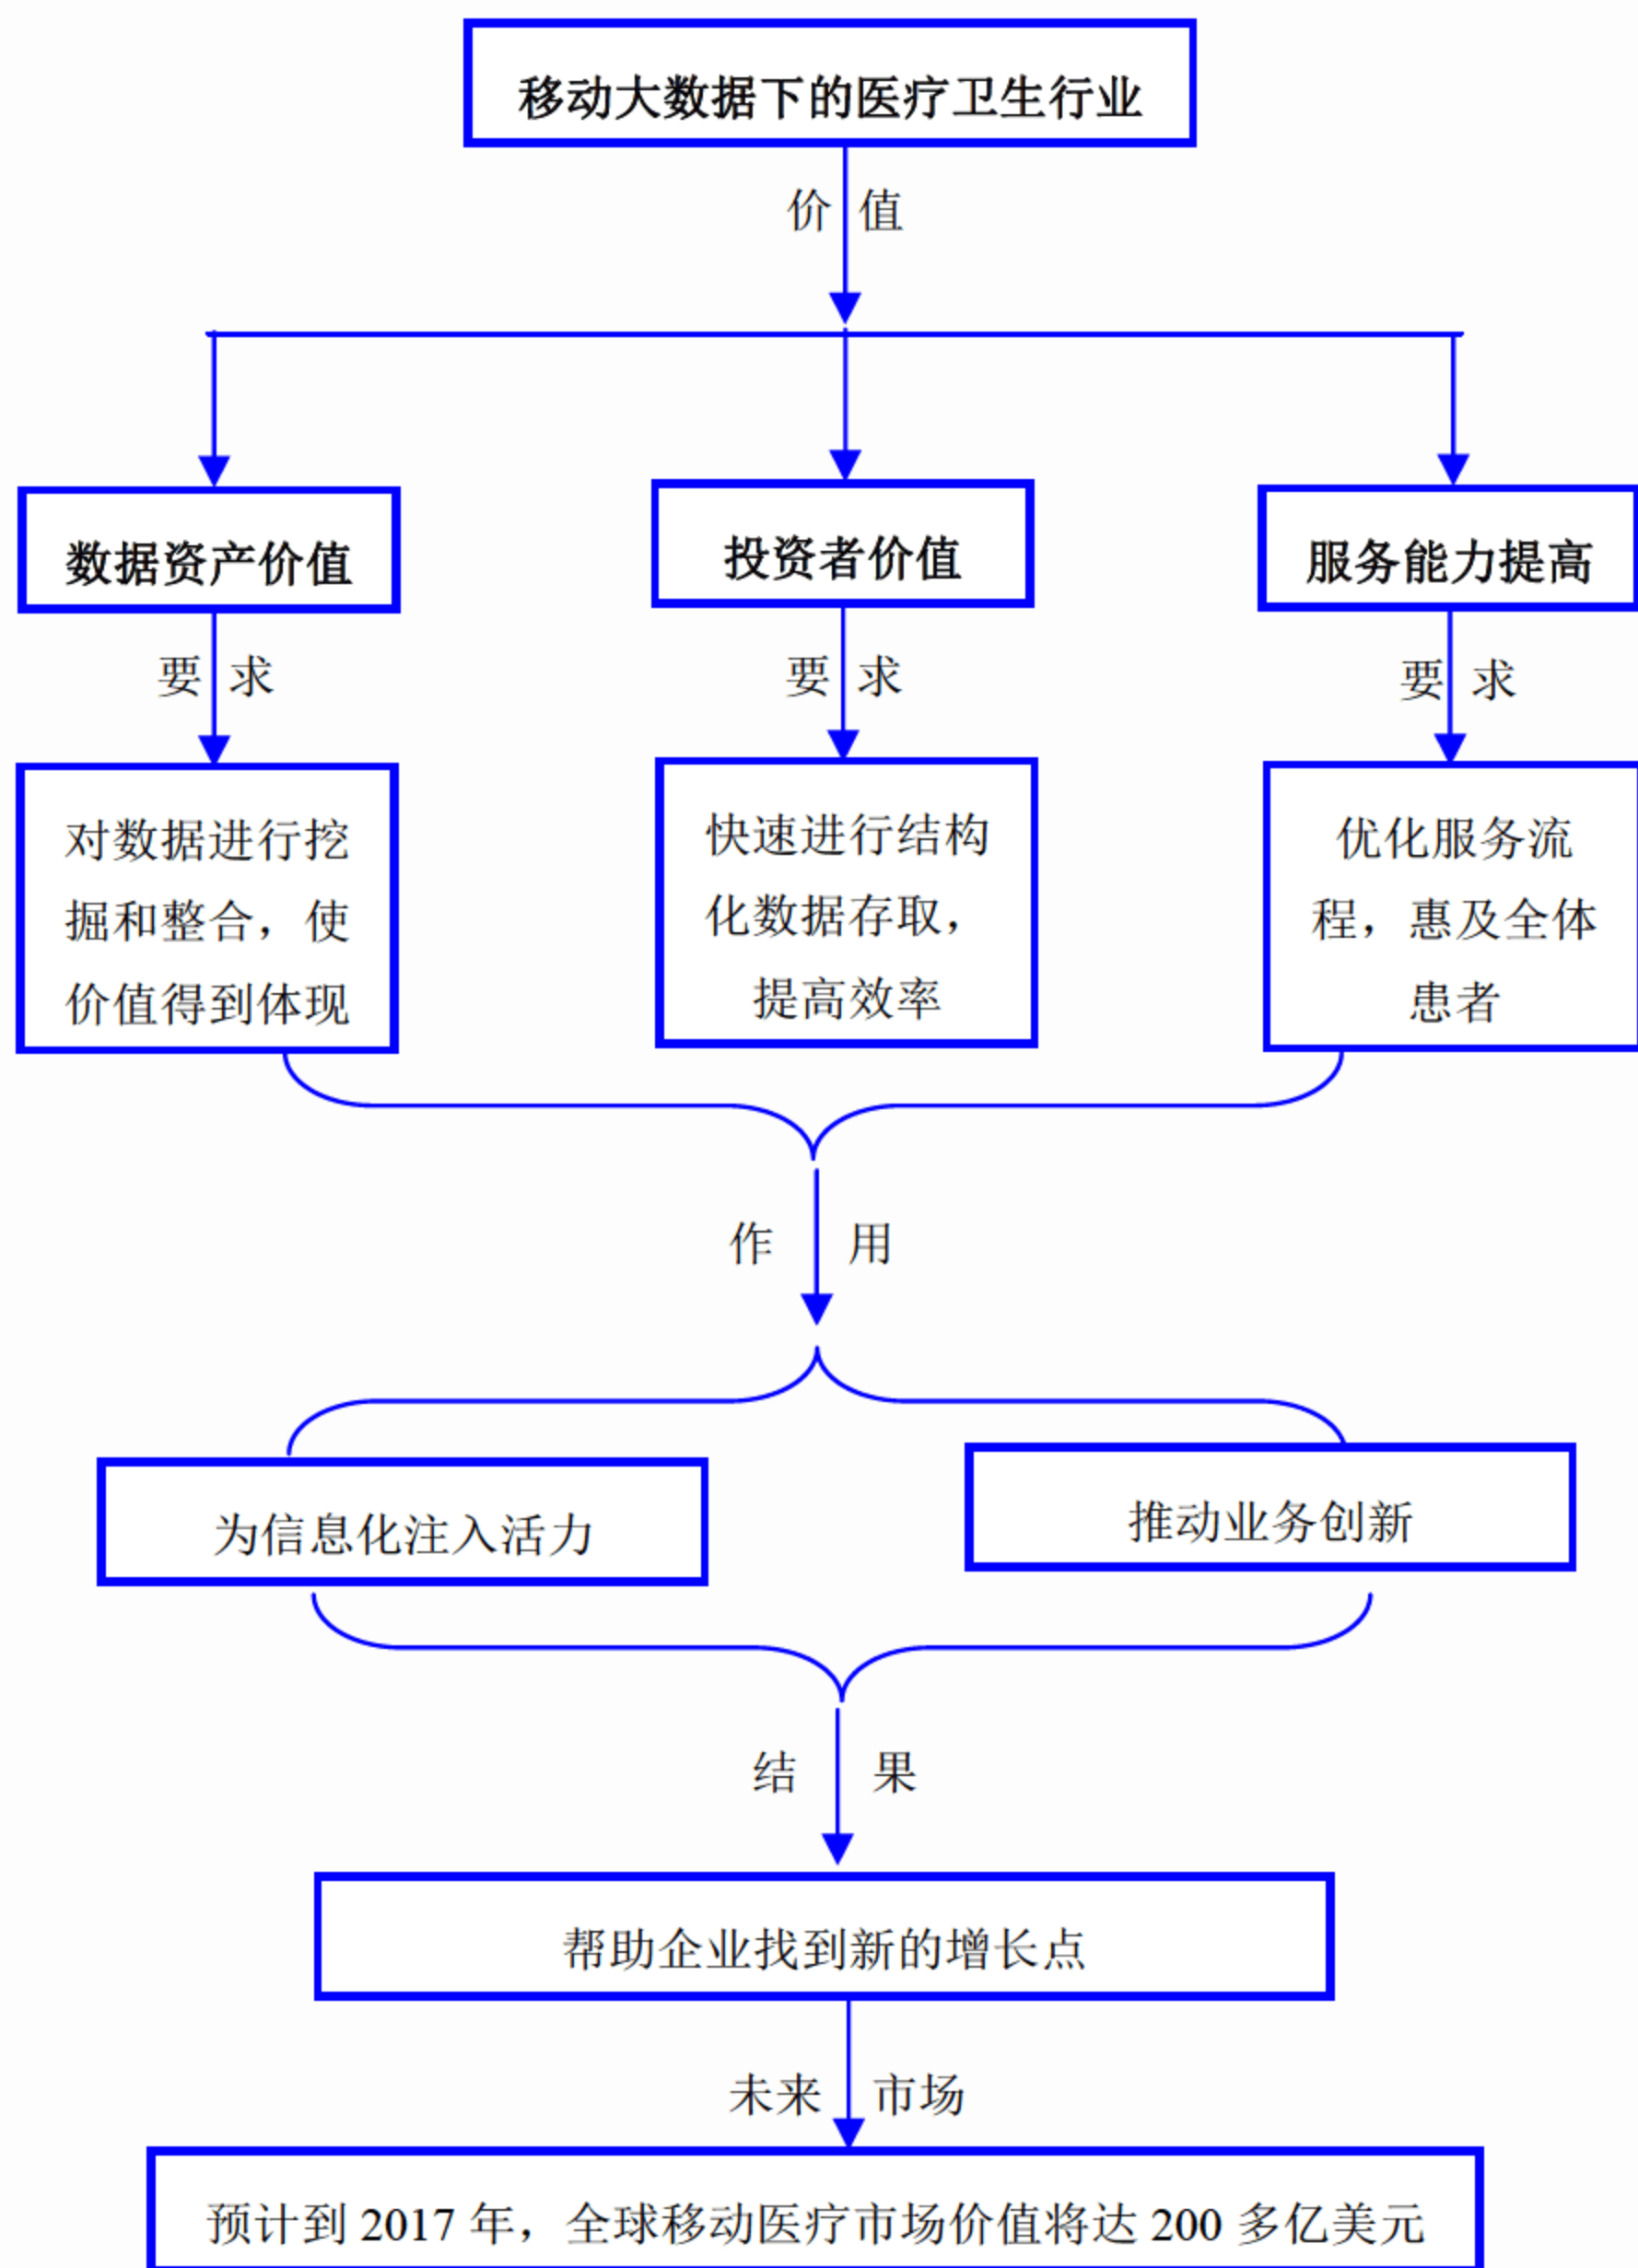 移动大数据下的医疗卫生行业
价值
数据资产价值
投资者价值
服务能力提高
要求
要求
要求
对数据进行挖
掘和整合，使
价值得到体现
快速进行结构
化数据存取，
提高效率
优化服务流
程，惠及全体
患者
作用
为信息化注入活力
推动业务创新
结果
帮助企业找到新的增长点
未来市场
预计到 2017 年，全球移动医疗市场价值将达 200 多亿美元